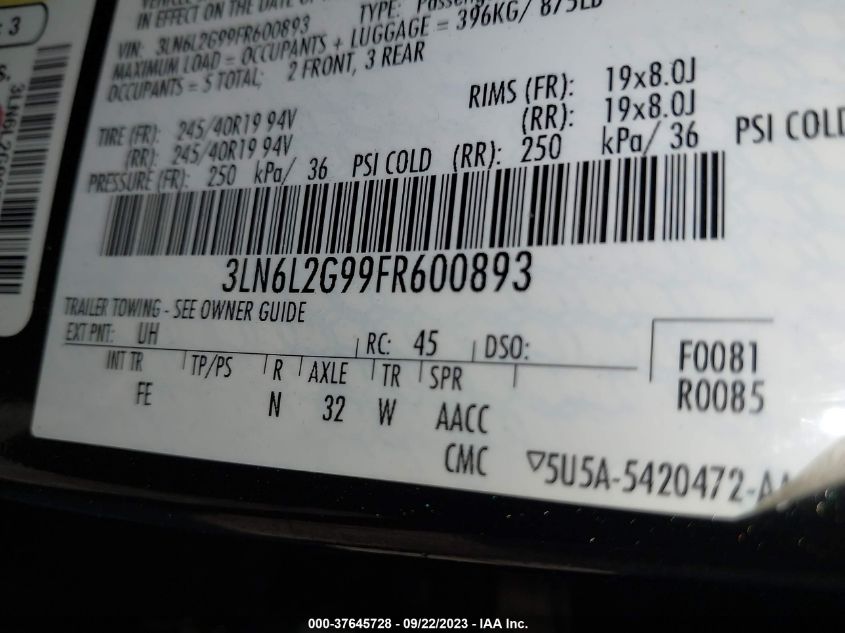 IN EFFECT ON THE DATE OF
VIN: 3LN6L2G99FR600893 TYPE:
MAXIMUM LOAD = OCCUPANTS + LUGGAGE = 396KG/ 875LB
OCCUPANTS = 5 TOTAL; 2 FRONT, 3 REAR
RIMS (FR): 19x8.0J
TIRE (FR): 245/40R19 94V (RR): 19x8.0J
(RR): 245/40R19 94V
PRESSURE (FR): 250 kPa/ 36 PSI COLD (RR): 250 kPa/ 36 PSI COLD
3LN6L2G99FR600893
TRAILER TOWING - SEE OWNER GUIDE
EXT PNT: UH RC: 45 DSO: F0081
INT TR TP/PS R AXLE TR SPR R0085
FE N 32 W AACC
CMC ▽5U5A-5420472-
: 3
000-37645728 - 09/22/2023 - IAA Inc.